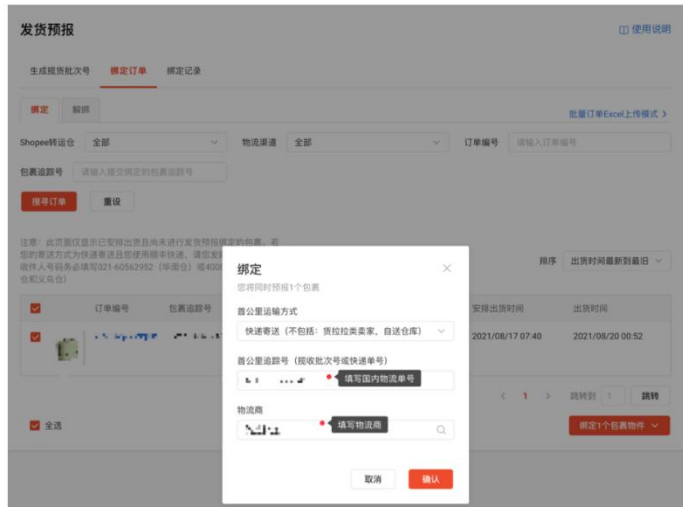 发货预报
使用说明
生成揽货批次号 绑定订单 绑定记录
绑定 解绑
批量订单Excel上传模式 >
Shopee转运仓 全部 物流渠道 全部 订单编号 请输入订单编号
包裹追踪号 请输入提交绑定的包裹追踪号
搜寻订单 重设
注意：此页面仅显示已安排出货且尚未进行发货预报绑定的包裹。若
您的寄送方式为快递寄送且您使用顺丰快递，请您发
收件人号码务必填写021-60562952（华南仓）或400
仓和义乌仓）
排序 出货时间最新到最旧
订单编号 包裹追踪号 安排出货时间 出货时间
2021/08/17 07:40 2021/08/20 00:52
< 1 > 跳转到 1 跳转
全选
绑定1个包裹物件
绑定
您将同时预报1个包裹
首公里运输方式
快递寄送（不包括：货拉拉类卖家，自送仓库）
首公里追踪号（揽收批次号或快递单号）
填写国内物流单号
物流商
填写物流商
取消 确认